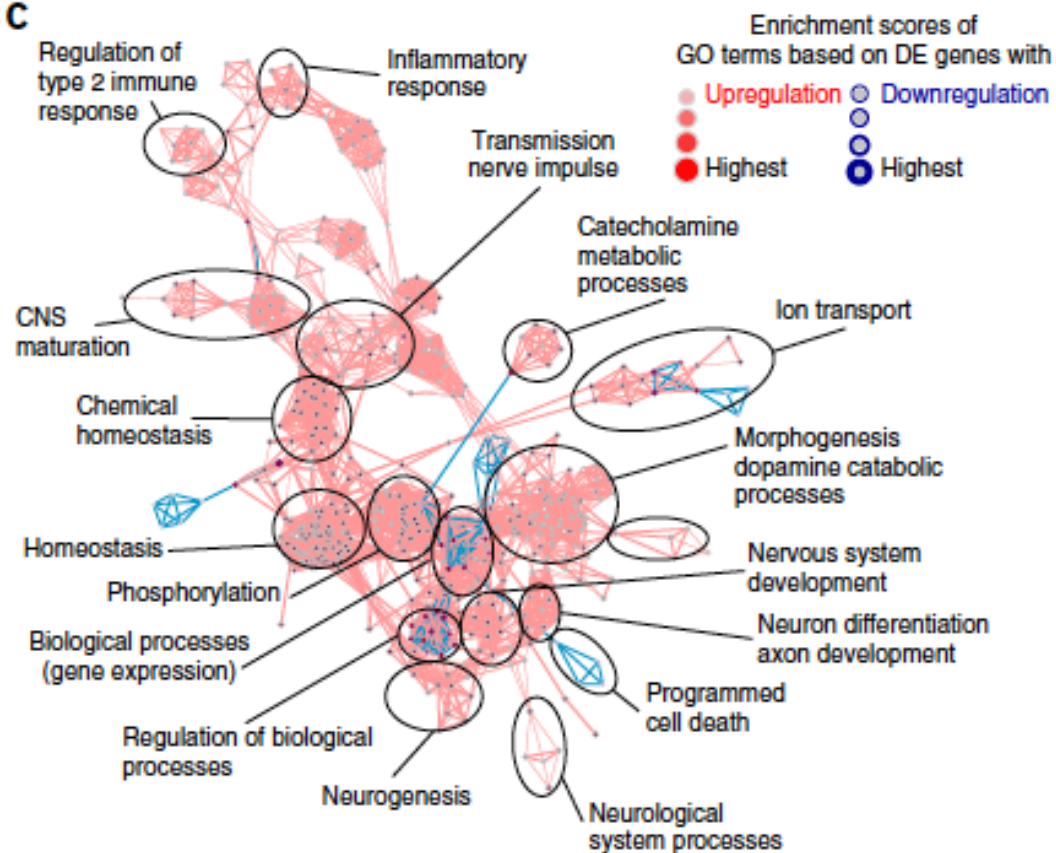 C
Enrichment scores of
GO terms based on DE genes with
Upregulation
Downregulation
Highest
Highest
Regulation of
type 2 immune
response
Inflammatory
response
Transmission
nerve impulse
Catecholamine
metabolic
processes
Ion transport
CNS
maturation
Chemical
homeostasis
Morphogenesis
dopamine catabolic
processes
Homeostasis
Phosphorylation
Nervous system
development
Biological processes
(gene expression)
Neuron differentiation
axon development
Programmed
cell death
Regulation of biological
processes
Neurogenesis
Neurological
system processes